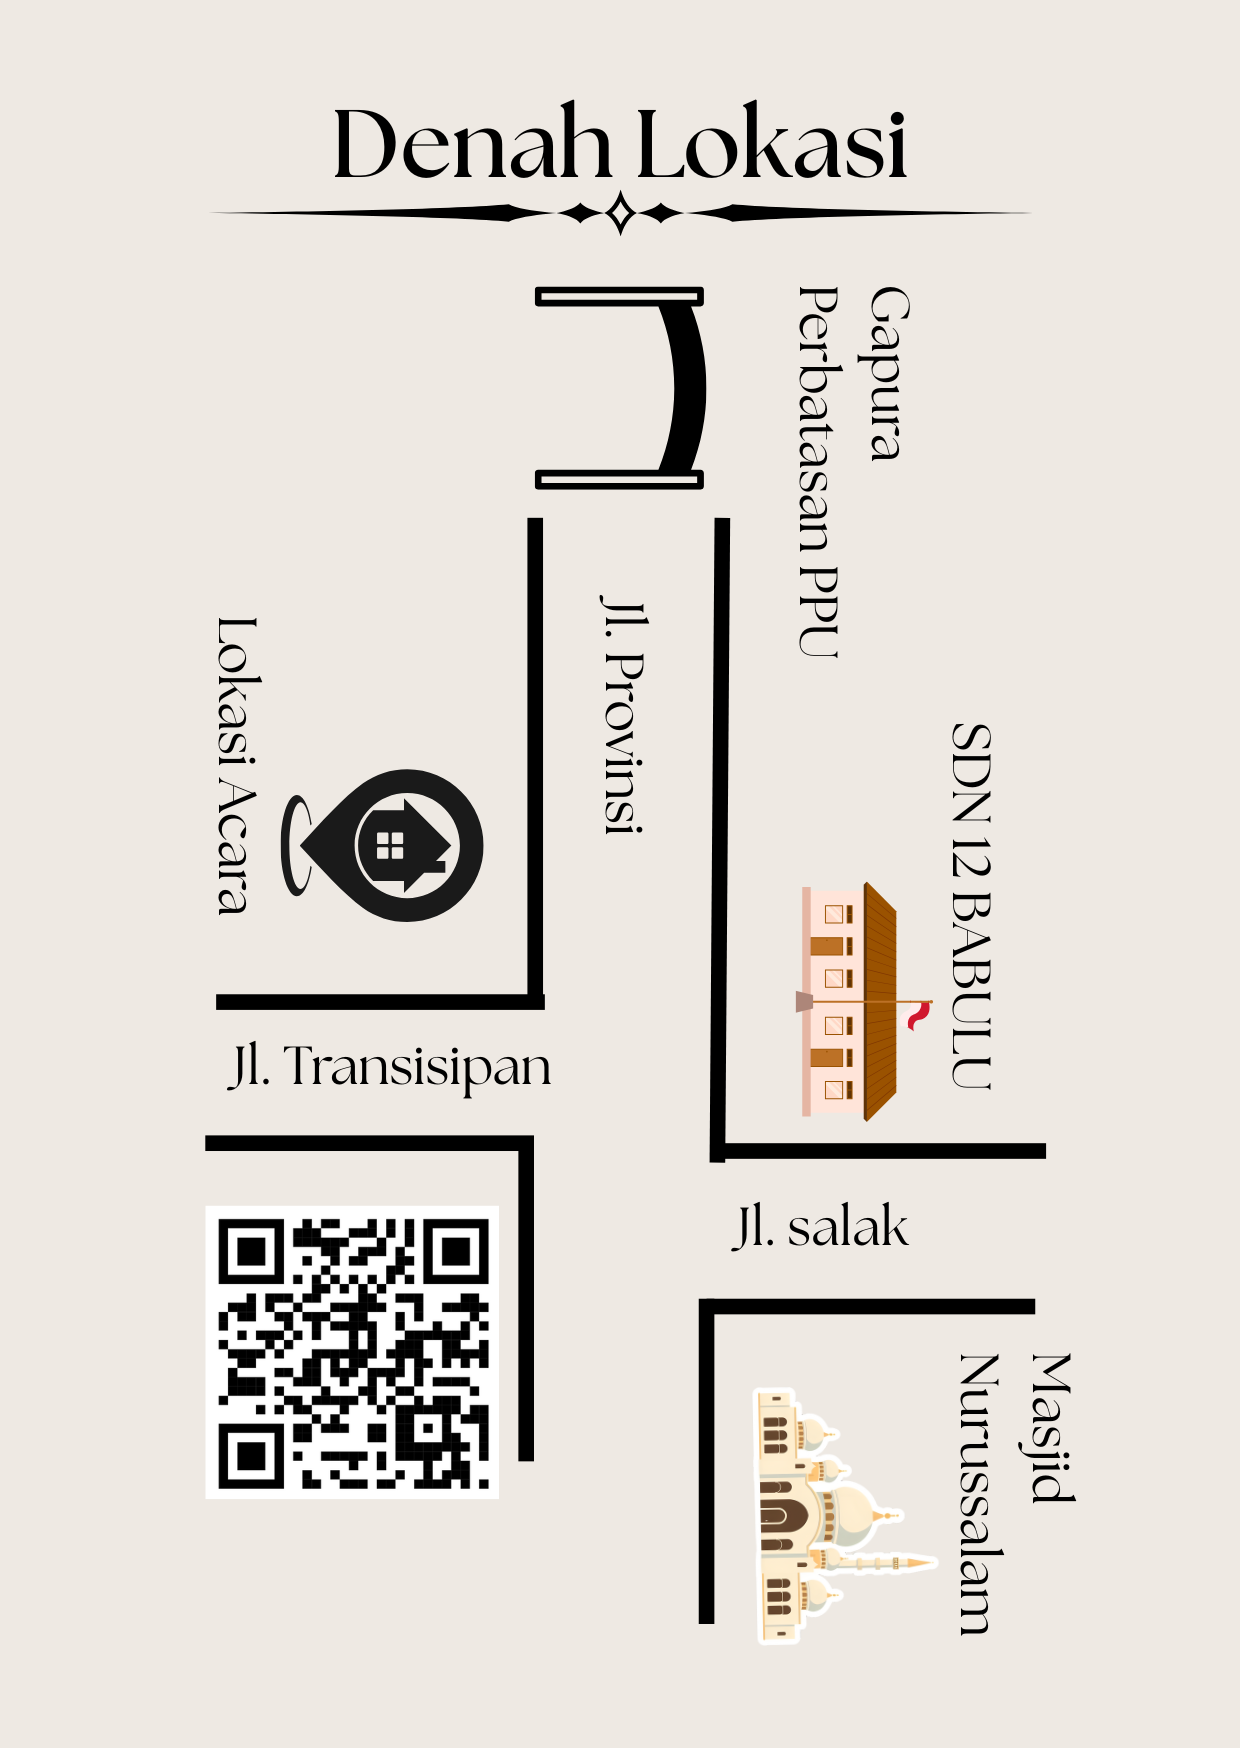 Denah Lokasi
Gapura
Perbatasan PPU
Jl. Provinsi
Lokasi Acara
SDN 12 BABULU
Jl. Transisipan
Jl. salak
Masjid
Nurussalam